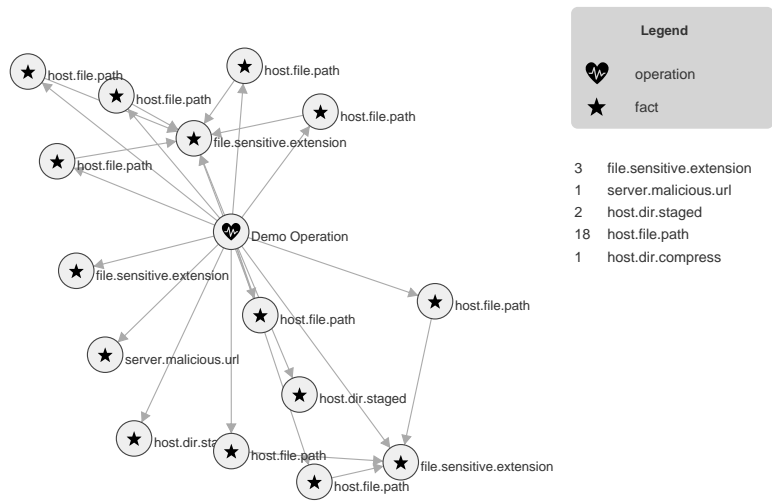 host.file.path
host.file.path
host.file.path
host.file.path
file.sensitive.extension
host.file.path
Demo Operation
file.sensitive.extension
host.file.path
host.file.path
server.malicious.url
host.dir.staged
host.dir.sta
host.file.path
file.sensitive.extension
host.file.path
Legend
operation
fact
3 file.sensitive.extension
1 server.malicious.url
2 host.dir.staged
18 host.file.path
1 host.dir.compress